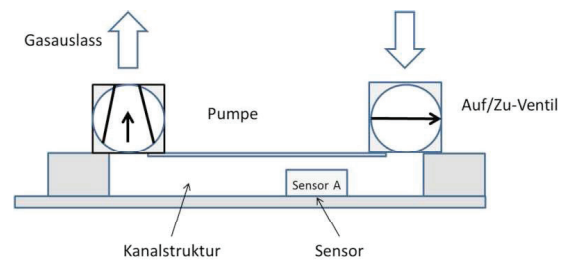 Gasauslass
Pumpe
Auf/Zu-Ventil
Sensor A
Kanalstruktur
Sensor